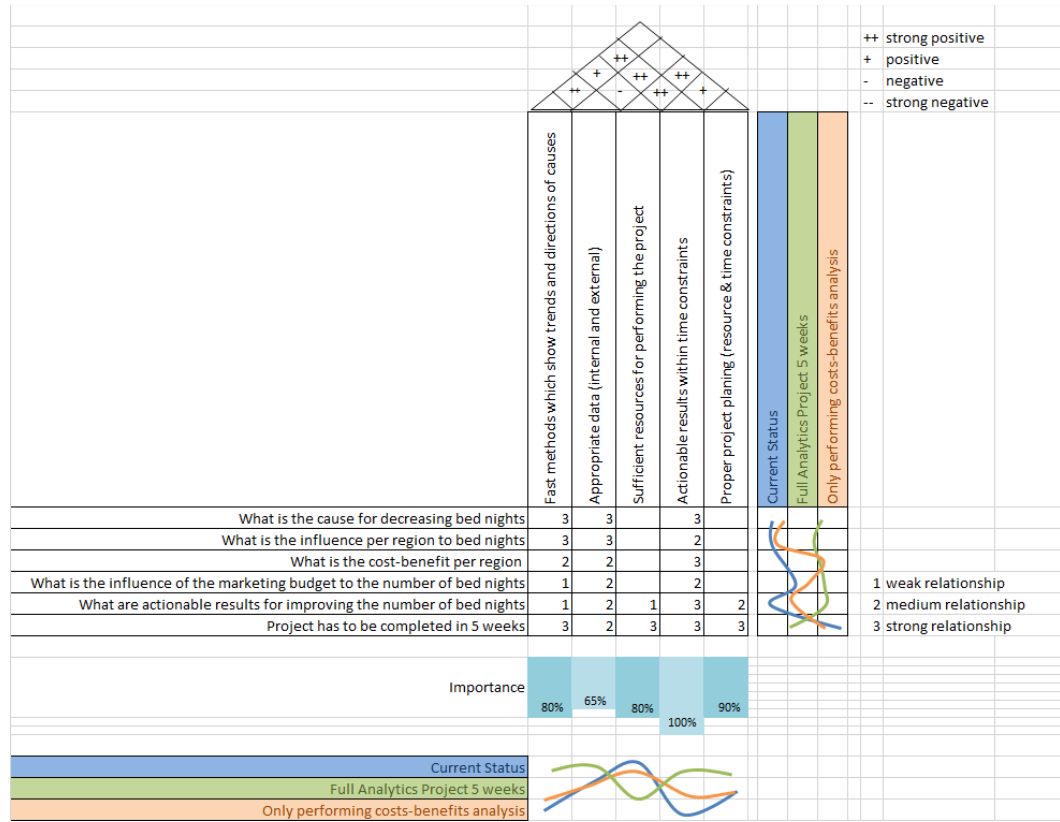 ++ strong positive
+ positive
- negative
-- strong negative
++
+ ++ ++
++ - ++ +
Fast methods which show trends and directions of causes
Appropriate data (internal and external)
Sufficient resources for performing the project
Actionable results within time constraints
Proper project planing (resource & time constraints)
Current Status
Full Analytics Project 5 weeks
Only performing costs-benefits analysis
What is the cause for decreasing bed nights 3 3 3
What is the influence per region to bed nights 3 3 2
What is the cost-benefit per region 2 2 3
What is the influence of the marketing budget to the number of bed nights 1 2 2
1 weak relationship
What are actionable results for improving the number of bed nights 1 2 1 3 2
2 medium relationship
Project has to be completed in 5 weeks 3 2 3 3 3
3 strong relationship
Importance
80% 65% 80% 100% 90%
Current Status
Full Analytics Project 5 weeks
Only performing costs-benefits analysis